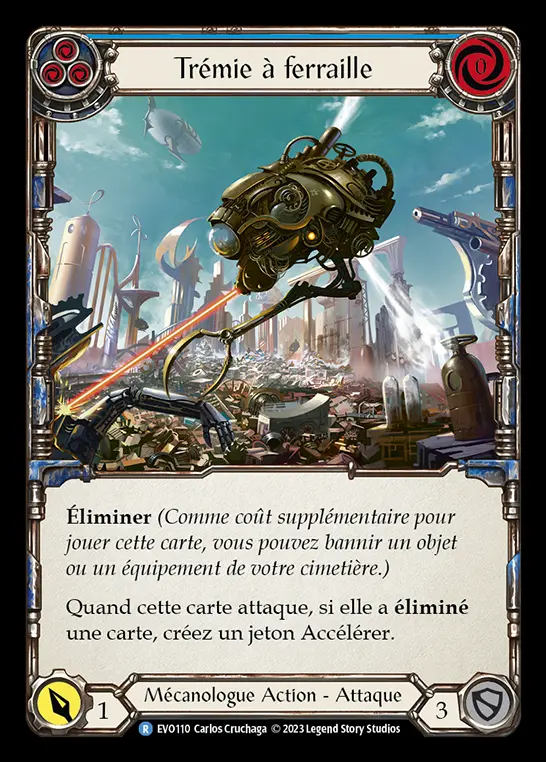 Trémie à ferraille
0
Éliminer (Comme coût supplémentaire pour
jouer cette carte, vous pouvez bannir un objet
ou un équipement de votre cimetière.)
Quand cette carte attaque, si elle a éliminé
une carte, créez un jeton Accélérer.
1
Mécanologue Action - Attaque
3
R EVO110 Carlos Cruchaga © 2023 Legend Story Studios